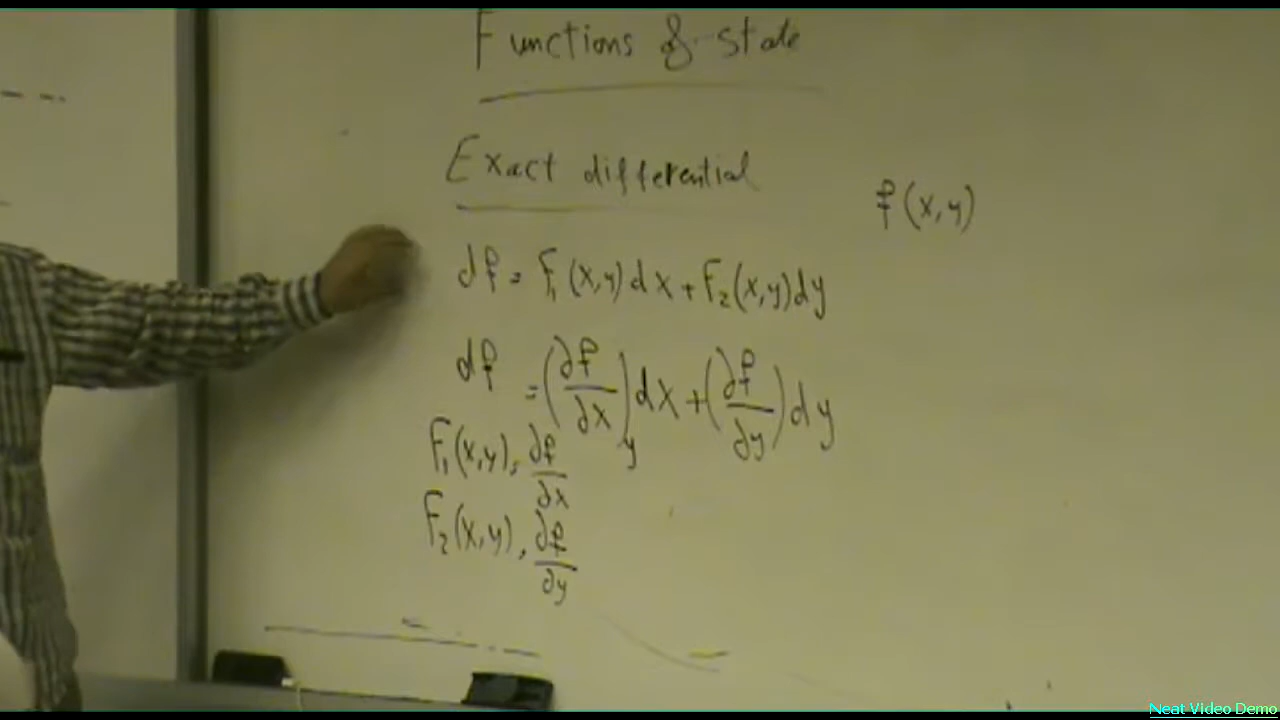 Functions of state
Exact differential
f(x,y)
df = F₁(x,y)dx + F₂(x,y)dy
df = (∂f/∂x)_y dx + (∂f/∂y) dy
F₁(x,y) = ∂f/∂x
F₂(x,y) = ∂f/∂y
Neat Video Demo